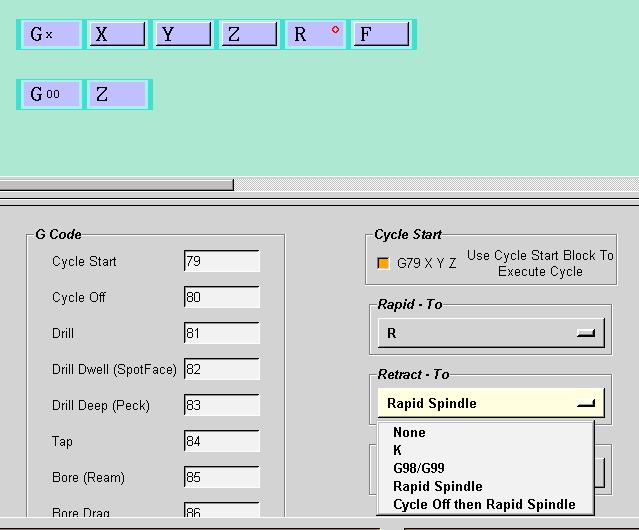 Gx X Y Z R F
G00 Z
G Code
Cycle Start 79
Cycle Off 80
Drill 81
Drill Dwell (SpotFace) 82
Drill Deep (Peck) 83
Tap 84
Bore (Ream) 85
Bore Drag 86
Cycle Start
G79 X Y Z Use Cycle Start Block To
Execute Cycle
Rapid - To
R
Retract - To
Rapid Spindle
None
K
G98/G99
Rapid Spindle
Cycle Off then Rapid Spindle